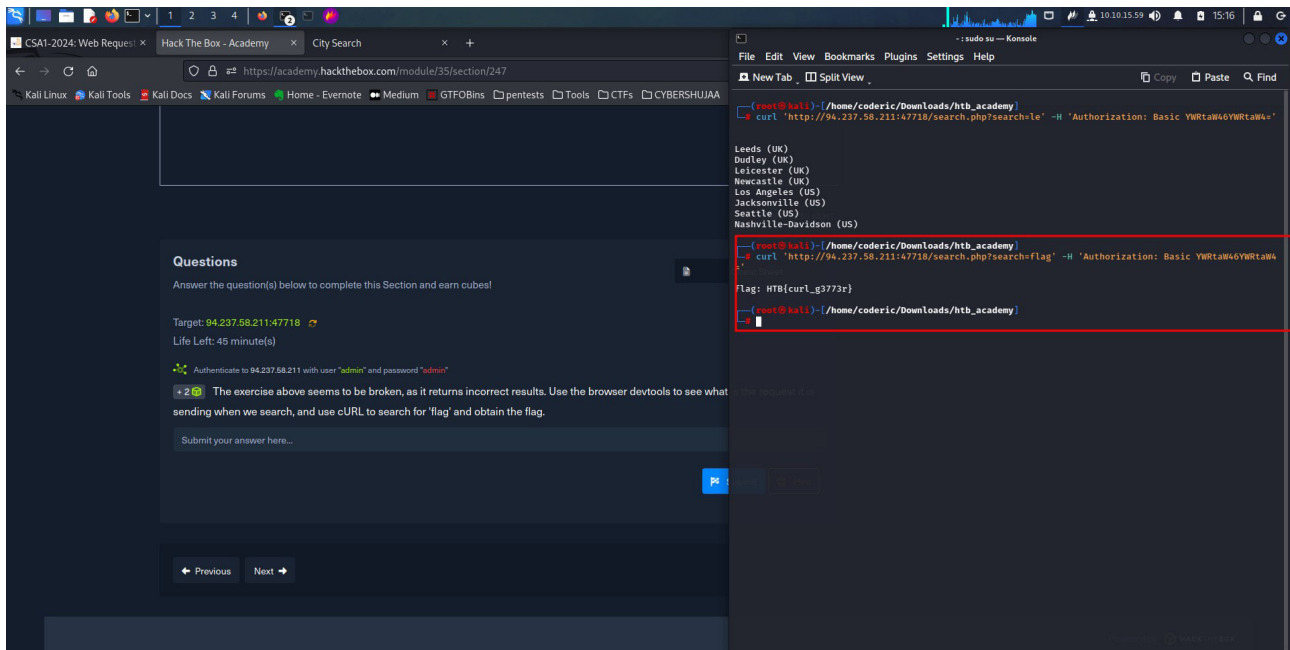 1 2 3 4
2
10.10.15.59
15:16
CSA1-2024: Web Request
Hack The Box - Academy
City Search
https://academy.hackthebox.com/module/35/section/247
Kali Linux
Kali Tools
Kali Docs
Kali Forums
Home - Evernote
Medium
GTFOBins
pentests
Tools
CTFs
CYBERSHUJAA
Questions
Answer the question(s) below to complete this Section and earn cubes!
Target: 94.237.58.211:47718
Life Left: 45 minute(s)
Authenticate to 94.237.58.211 with user "admin" and password "admin"
+ 2 The exercise above seems to be broken, as it returns incorrect results. Use the browser devtools to see what is the request it is
sending when we search, and use cURL to search for 'flag' and obtain the flag.
Submit your answer here...
Previous
Next
- : sudo su — Konsole
File Edit View Bookmarks Plugins Settings Help
New Tab
Split View
Copy
Paste
Find
(root㉿kali)-[/home/coderic/Downloads/htb_academy]
# curl 'http://94.237.58.211:47718/search.php?search=le' -H 'Authorization: Basic YWRtaW46YWRtaW4='
Leeds (UK)
Dudley (UK)
Leicester (UK)
Newcastle (UK)
Los Angeles (US)
Jacksonville (US)
Seattle (US)
Nashville-Davidson (US)
(root㉿kali)-[/home/coderic/Downloads/htb_academy]
# curl 'http://94.237.58.211:47718/search.php?search=flag' -H 'Authorization: Basic YWRtaW46YWRtaW4
='
flag: HTB{curl_g3773r}
(root㉿kali)-[/home/coderic/Downloads/htb_academy]
#